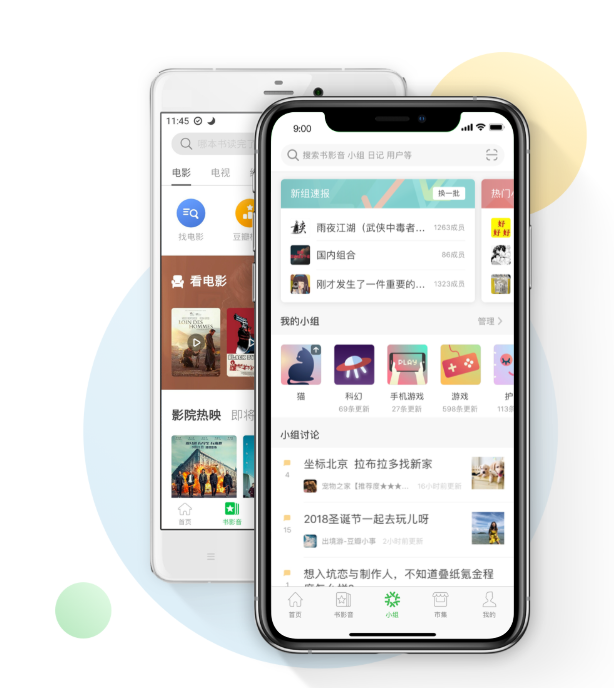 11:45
搜本书读完了
电影 电视
找电影
豆瓣榜
看电影
LOIN DES
HOMMES
影院热映 即将
首页
书影音
9:00
搜索书影音 小组 日记 用户等
新组速报
换一批
热门小
雨夜江湖（武侠中毒者...
1263成员
国内组合
86成员
刚才发生了一件重要的...
1323成员
好
好 好
我的小组
管理
PLAY
猫
科幻
69条更新
手机游戏
27条更新
游戏
598条更新
护
113
小组讨论
坐标北京 拉布拉多找新家
4
宠物之家【推荐度★★★...
16小时前更新
2018圣诞节一起去玩儿呀
15
出境游-豆瓣小事
2小时前更新
想入坑恋与制作人，不知道叠纸氪金程
1
首页
书影音
小组
市集
我的